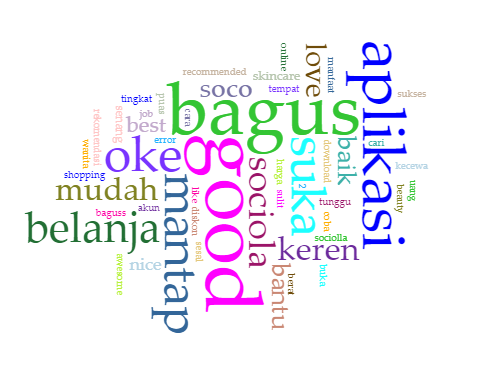 online
love
manfaat
aplikasi
recommended
skincare
soco
tempat
sukses
tingkat
puas
bagus
job
cara
senang
best
rekomendasi
error
wanita
oke
good
suka
download
baik
cari
kecewa
shopping
mudah
mantap
like
diskon
sociola
harga
sulit
2
uang
beauty
baguss
akun
tunggu
coba
belanja
sesai
sociolla
keren
awesome
nice
bantu
berat
buka